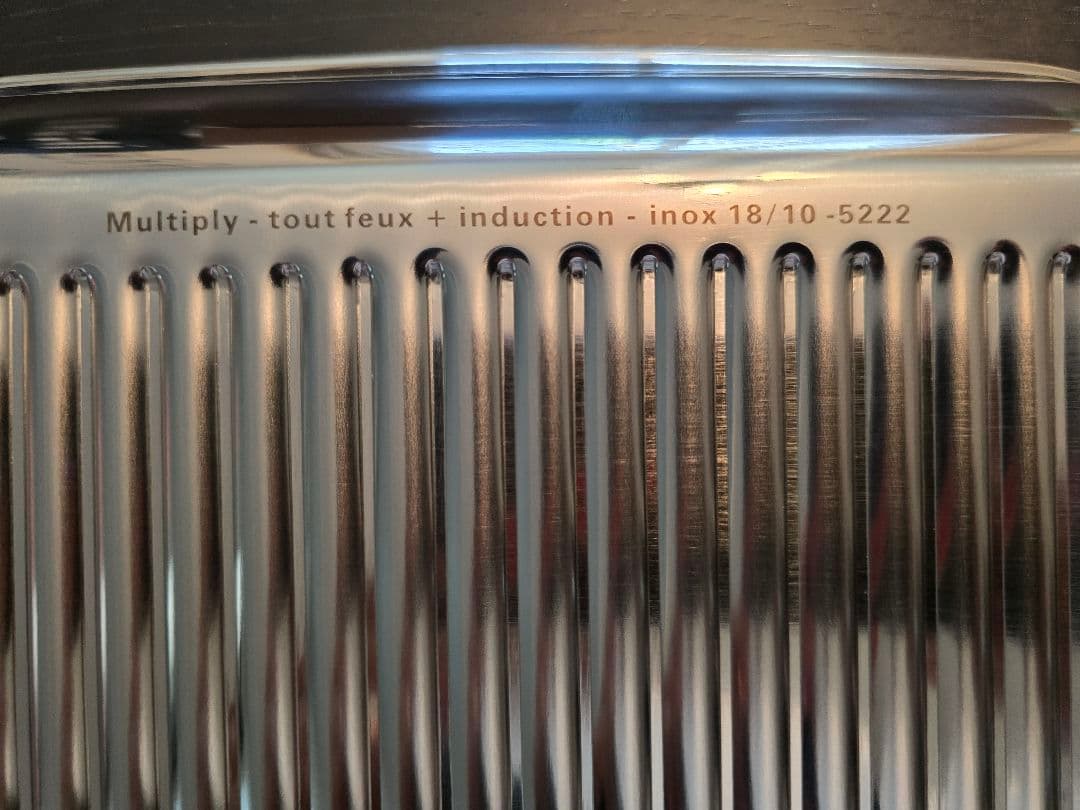 Multiply - tout feux + induction - inox 18/10 -5222